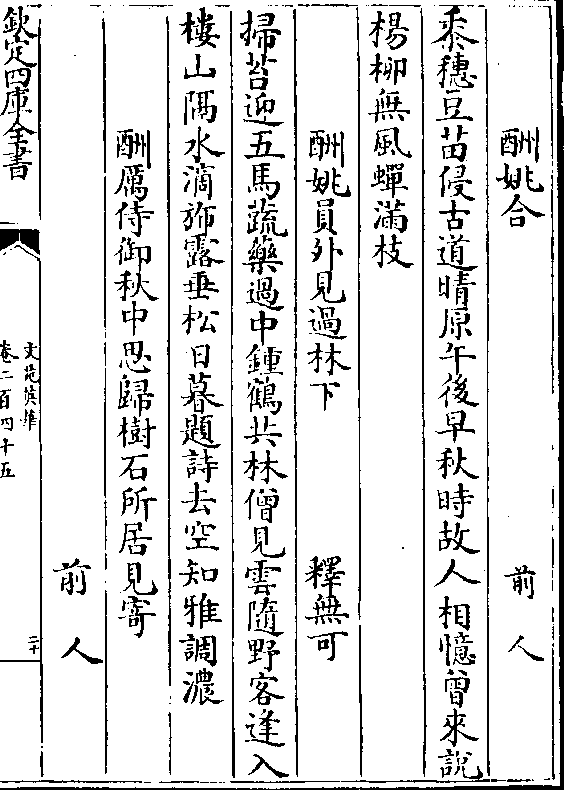 酬姚合 前人
黍穗豆苗侵古道晴原午後早秋時故人相憶曾來說
楊柳無風蟬滿枝
酬姚員外見過林下 釋無可
掃苔迎五馬蒔藥過申鍾鶴共林僧見雲隨野客逢入
樓山隔水滴旆露垂松日暮題詩去空知雅調濃
酬厲侍御秋中思歸樹石所居見寄
前人
欽定四庫全書
文苑英華
卷二百四十五
二十